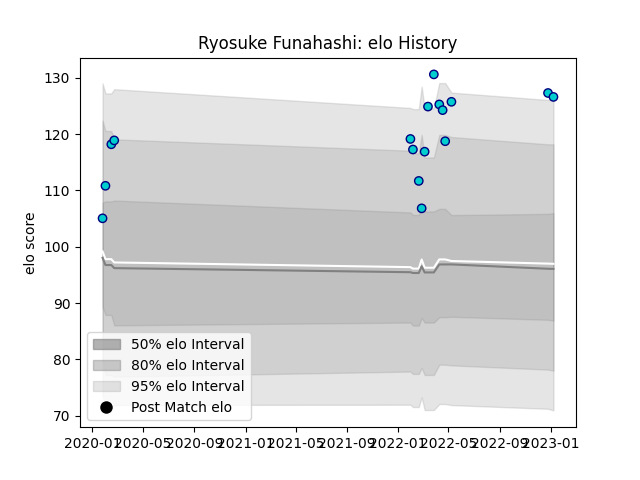 Ryosuke Funahashi: elo History
elo score
130
120
110
100
90
80
70
50% elo Interval
80% elo Interval
95% elo Interval
Post Match elo
2020-01 2020-05 2020-09 2021-01 2021-05 2021-09 2022-01 2022-05 2022-09 2023-01